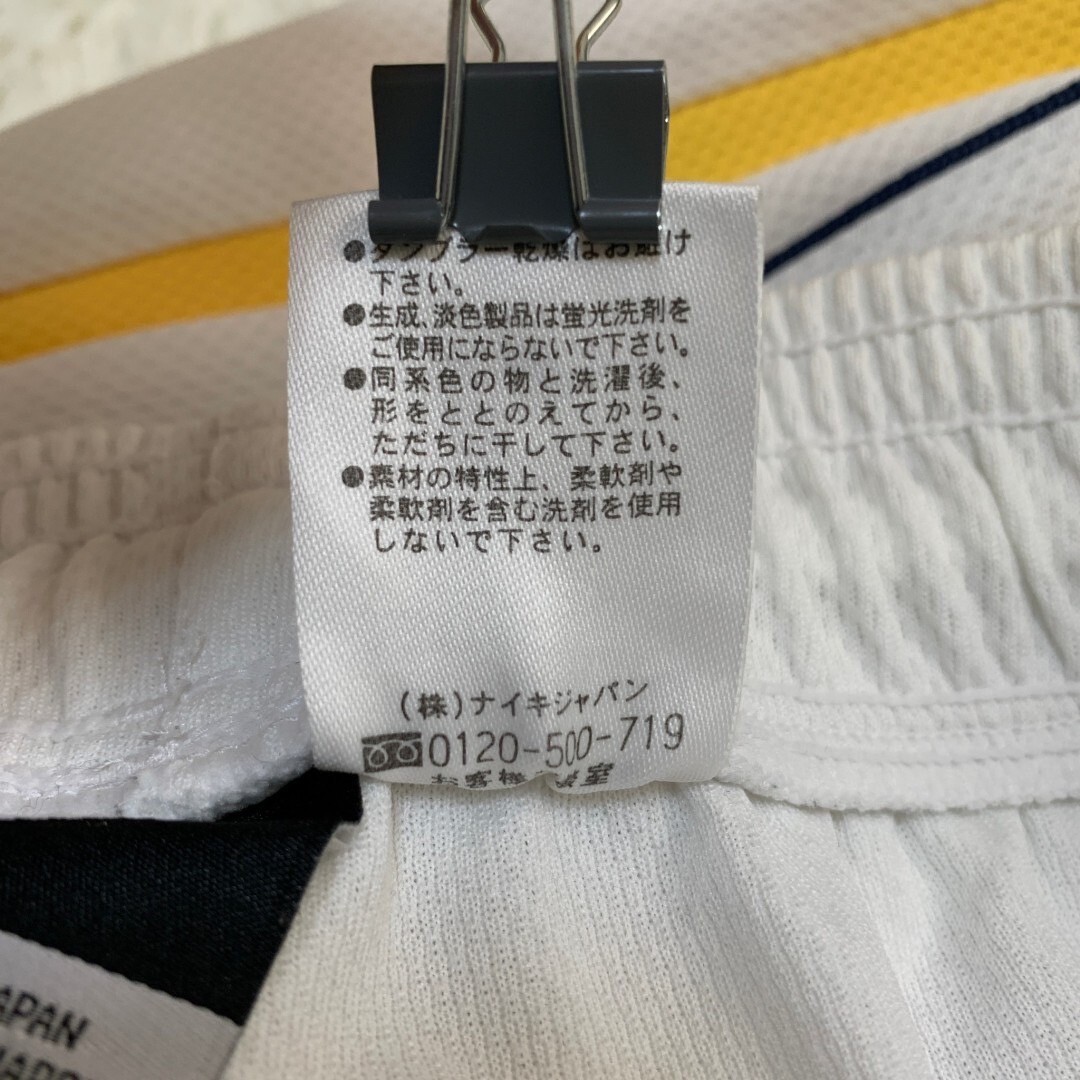 ●タンブラー乾燥はお避け
下さい。
●生成、淡色製品は蛍光洗剤を
ご使用にならないで下さい。
●同系色の物と洗濯後、
形をととのえてから、
ただちに干して下さい。
●素材の特性上、柔軟剤や
柔軟剤を含む洗剤を使用
しないで下さい。
(株)ナイキジャパン
0120-500-719
お客様
室
APAN